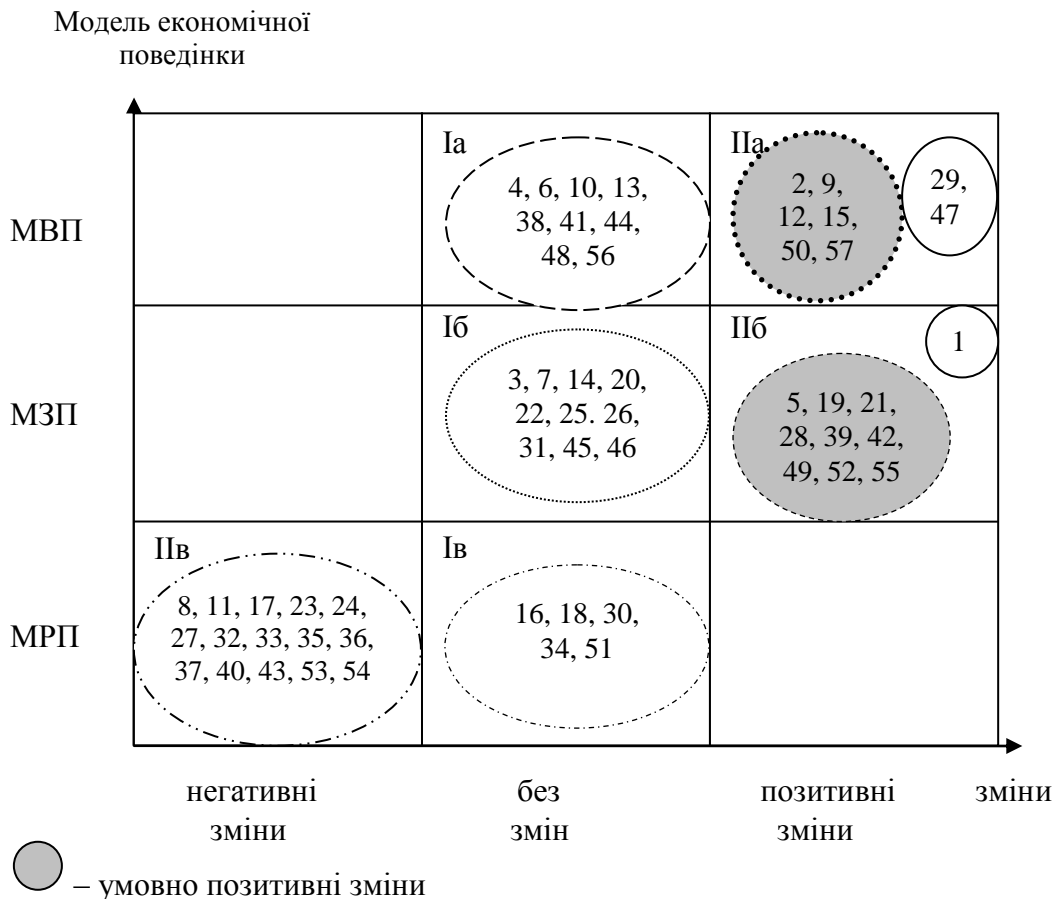 Модель економічної
поведінки
МВП
Іа
4, 6, 10, 13,
38, 41, 44,
48, 56
ІІа
2, 9,
12, 15,
50, 57
29,
47
МЗП
Іб
3, 7, 14, 20,
22, 25. 26,
31, 45, 46
ІІб
1
5, 19, 21,
28, 39, 42,
49, 52, 55
МРП
ІІв
8, 11, 17, 23, 24,
27, 32, 33, 35, 36,
37, 40, 43, 53, 54
Ів
16, 18, 30,
34, 51
негативні
зміни
без
змін
позитивні
зміни
зміни
– умовно позитивні зміни